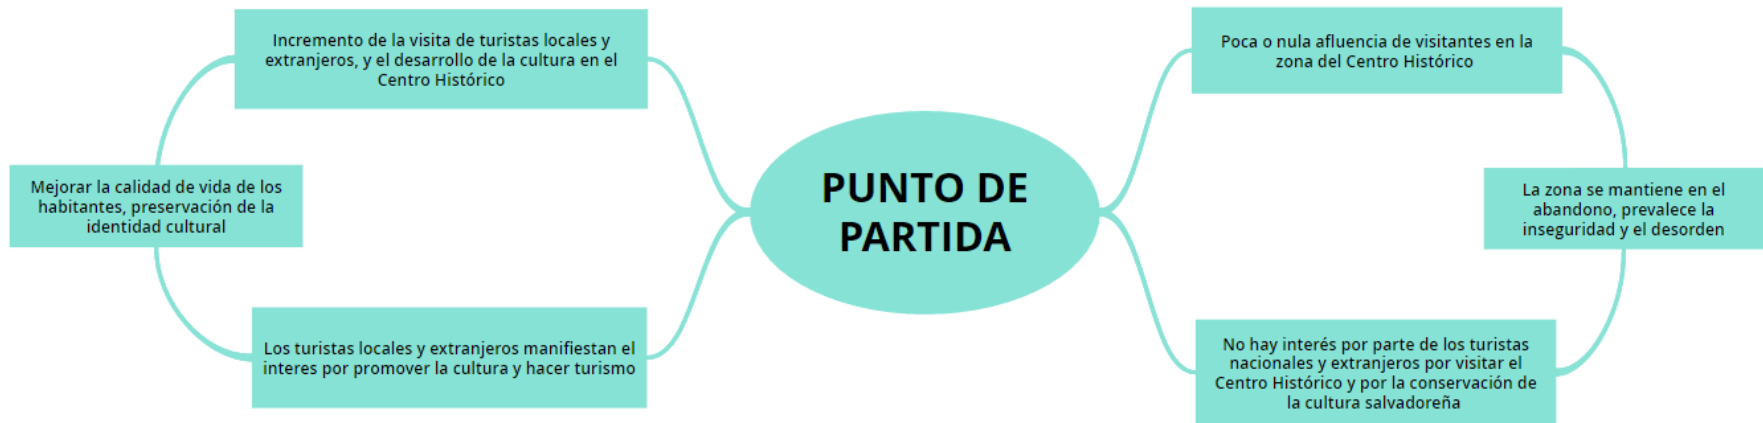 Incremento de la visita de turistas locales y
extranjeros, y el desarrollo de la cultura en el
Centro Histórico
Mejorar la calidad de vida de los
habitantes, preservación de la
identidad cultural
Los turistas locales y extranjeros manifiestan el
interes por promover la cultura y hacer turismo
PUNTO DE
PARTIDA
Poca o nula afluencia de visitantes en la
zona del Centro Histórico
La zona se mantiene en el
abandono, prevalece la
inseguridad y el desorden
No hay interés por parte de los turistas
nacionales y extranjeros por visitar el
Centro Histórico y por la conservación de
la cultura salvadoreña